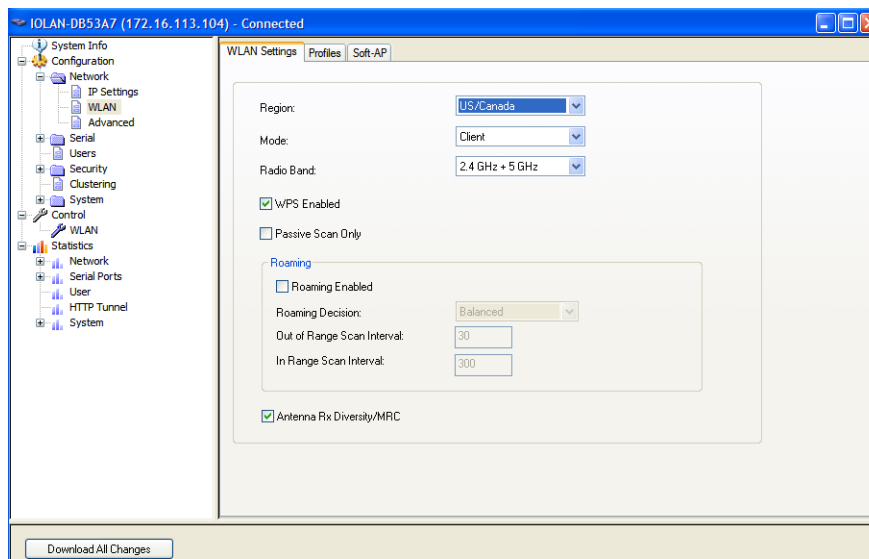 IOLAN-DB53A7 (172.16.113.104) - Connected
System Info
Configuration
Network
IP Settings
WLAN
Advanced
Serial
Users
Security
Clustering
System
Control
WLAN
Statistics
Network
Serial Ports
User
HTTP Tunnel
System
WLAN Settings
Profiles
Soft-AP
Region:
US/Canada
Mode:
Client
Radio Band:
2.4 GHz + 5 GHz
WPS Enabled
Passive Scan Only
Roaming
Roaming Enabled
Roaming Decision:
Balanced
Out of Range Scan Interval:
30
In Range Scan Interval:
300
Antenna Rx Diversity/MRC
Download All Changes